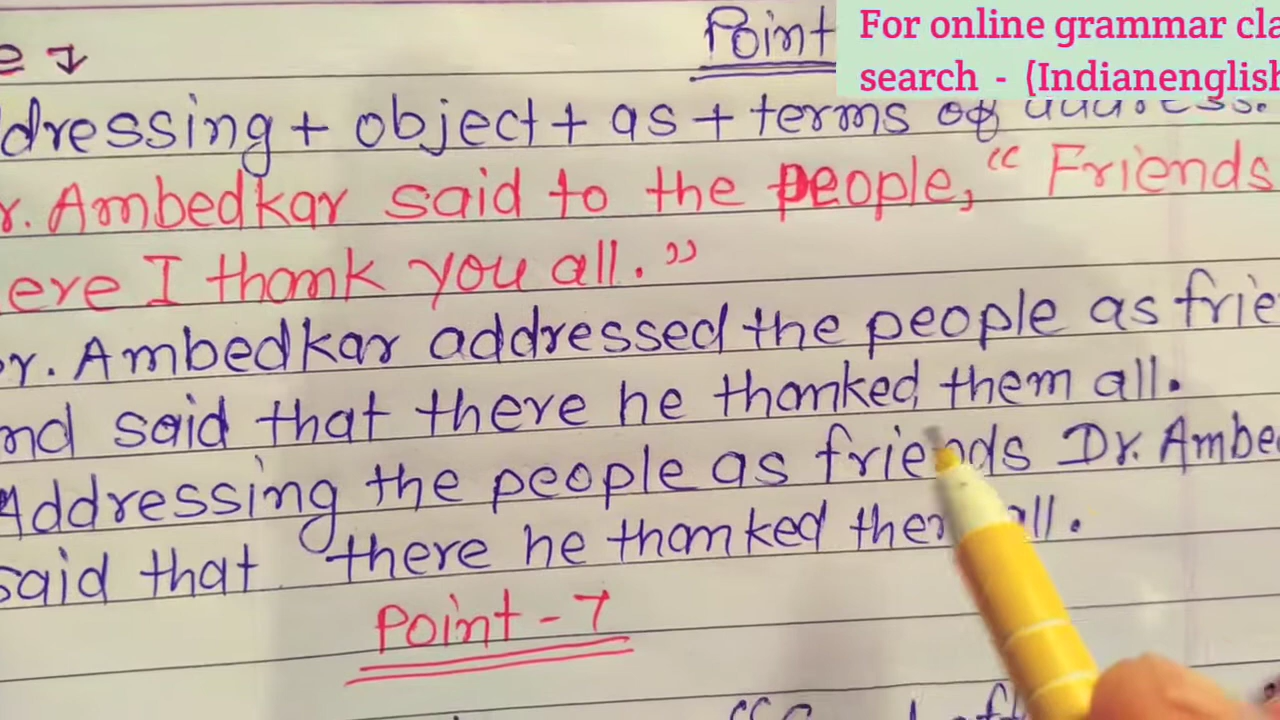 Point
For online grammar cla
search - (Indianenglish
dressing + object + as + terms of address.
r. Ambedkar said to the people, “Friends
ere I thank you all.”
r. Ambedkar addressed the people as frie
nd said that there he thanked them all.
Addressing the people as friends Dr. Ambe
said that there he thanked them all.
Point - 7